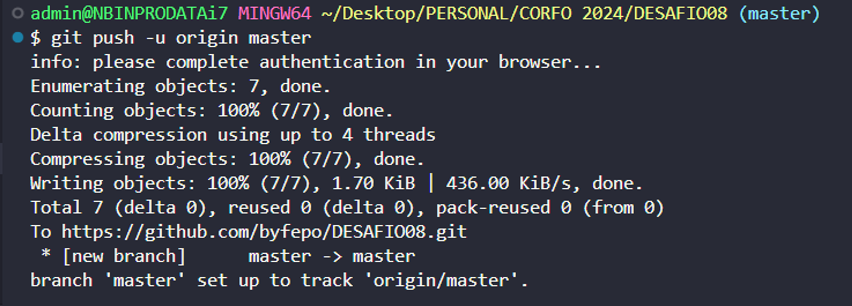 admin@NBINPRODATAi7 MINGW64 ~/Desktop/PERSONAL/CORFO 2024/DESAFIO08 (master)
$ git push -u origin master
info: please complete authentication in your browser...
Enumerating objects: 7, done.
Counting objects: 100% (7/7), done.
Delta compression using up to 4 threads
Compressing objects: 100% (7/7), done.
Writing objects: 100% (7/7), 1.70 KiB | 436.00 KiB/s, done.
Total 7 (delta 0), reused 0 (delta 0), pack-reused 0 (from 0)
To https://github.com/byfepo/DESAFIO08.git
 * [new branch]      master -> master
branch 'master' set up to track 'origin/master'.